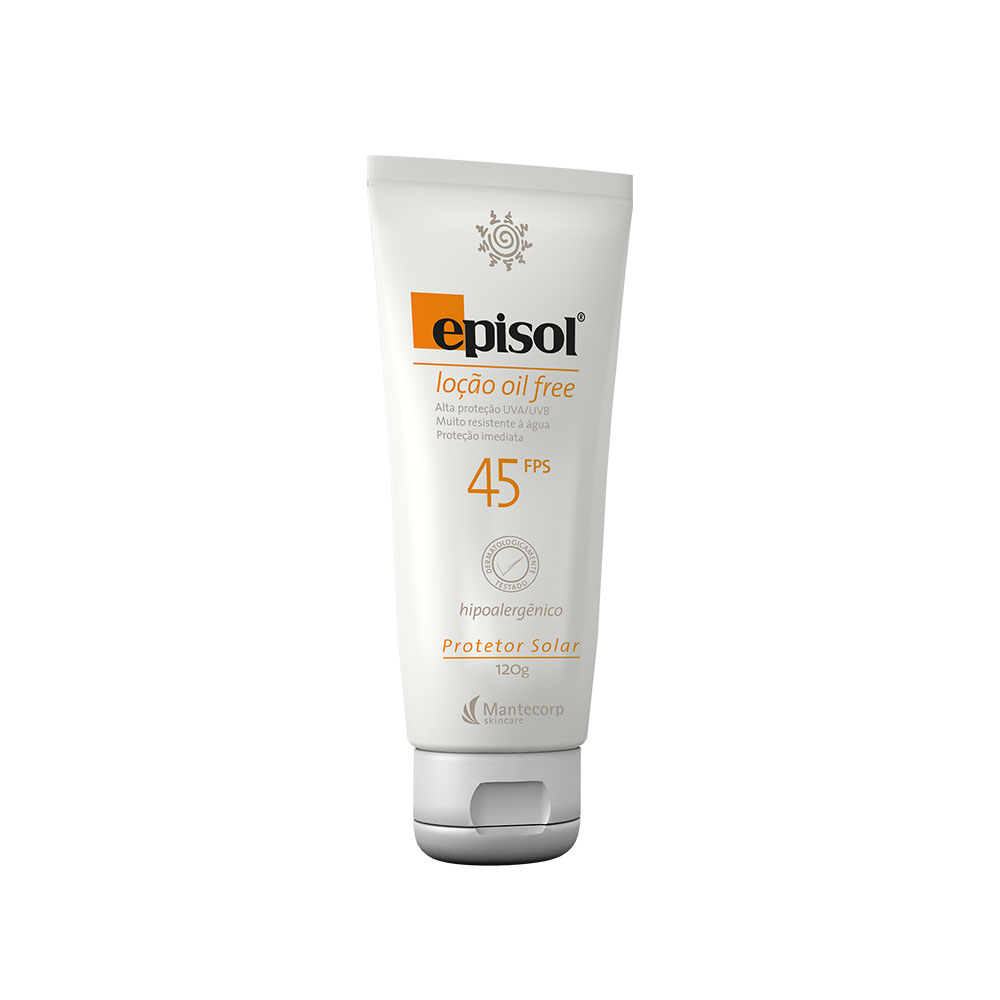 episol®
loção oil free
Alta proteção UVA/UVB
Muito resistente à água
Proteção imediata
45 FPS
DERMATOLOGICAMENTE
TESTADO
hipoalergênico
Protetor Solar
120g
Mantecorp
skincare